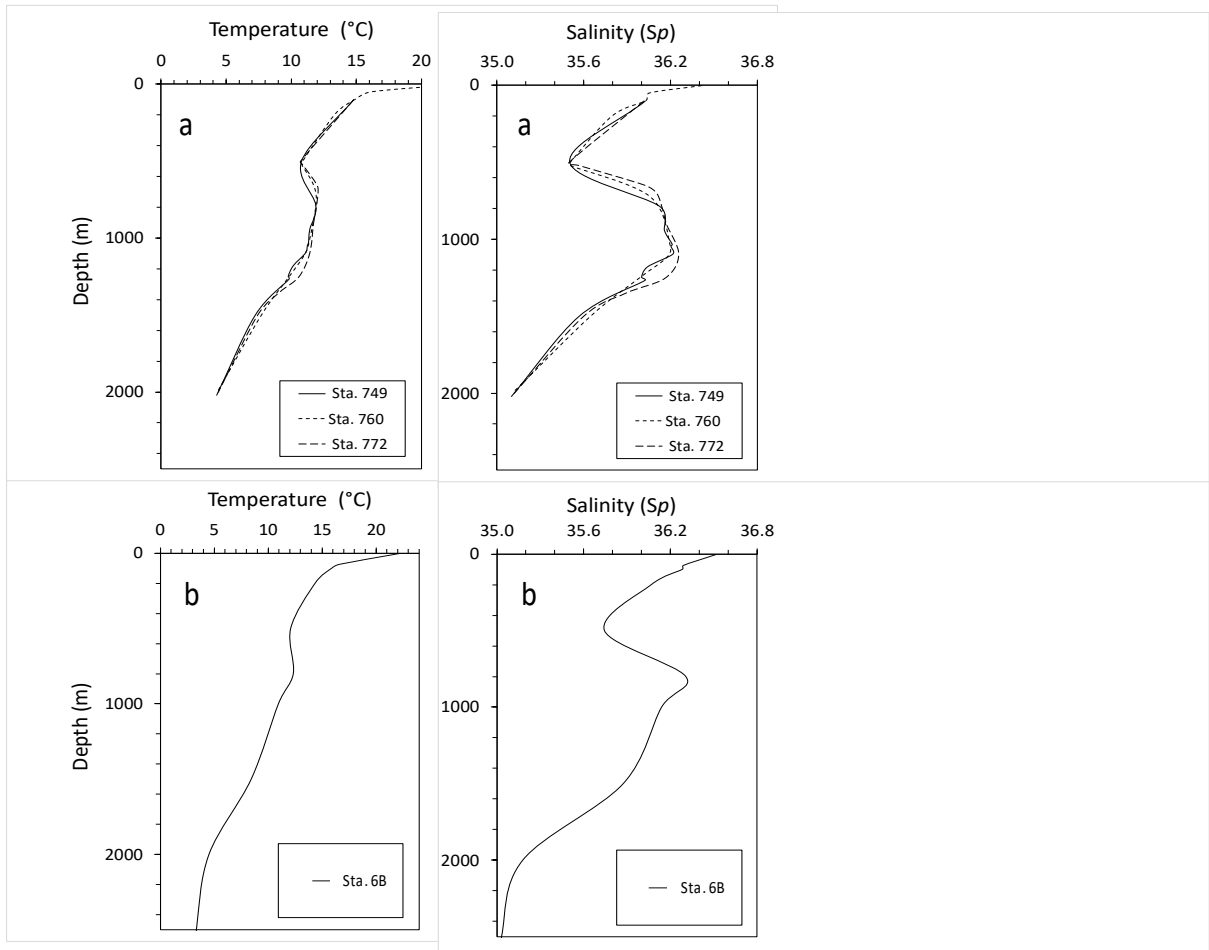 Temperature (°C)
0 5 10 15 20
0
1000
2000
Depth (m)
a
Sta. 749
Sta. 760
Sta. 772
Salinity (Sp)
35.0 35.6 36.2 36.8
0
1000
2000
a
Sta. 749
Sta. 760
Sta. 772
Temperature (°C)
0 5 10 15 20
0
1000
2000
Depth (m)
b
Sta. 6B
Salinity (Sp)
35.0 35.6 36.2 36.8
0
1000
2000
b
Sta. 6B